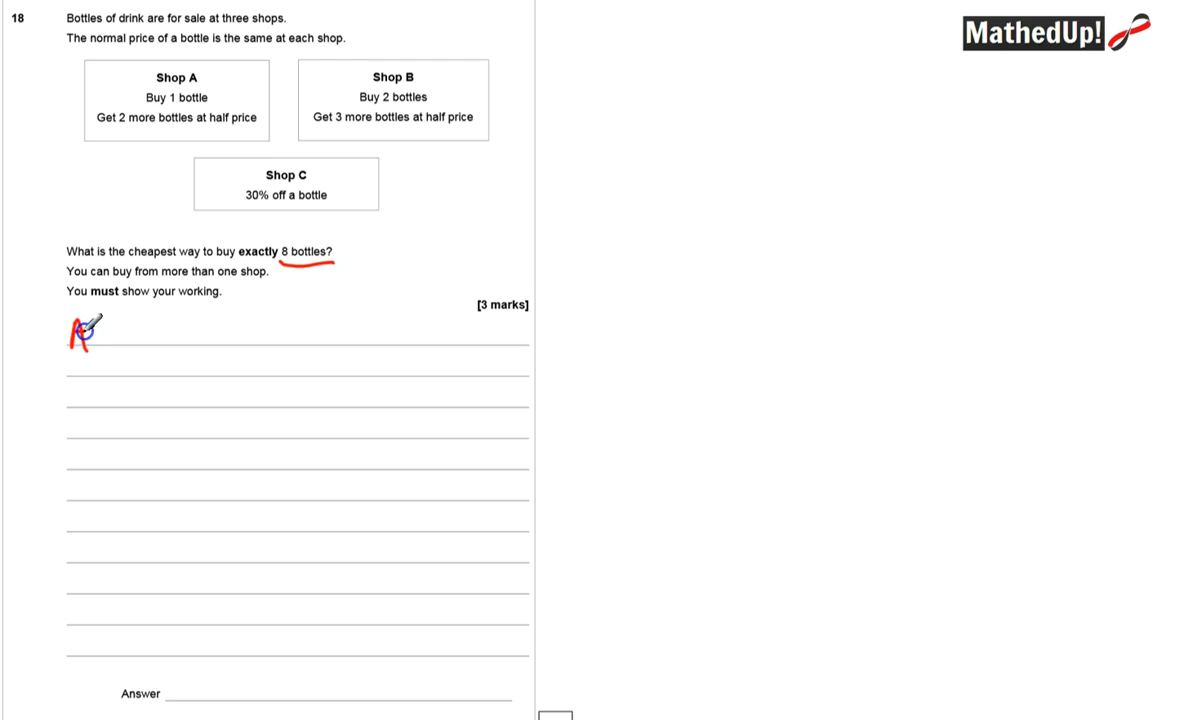 18 Bottles of drink are for sale at three shops.
The normal price of a bottle is the same at each shop.
Shop A
Buy 1 bottle
Get 2 more bottles at half price
Shop B
Buy 2 bottles
Get 3 more bottles at half price
Shop C
30% off a bottle
What is the cheapest way to buy exactly 8 bottles?
You can buy from more than one shop.
You must show your working.
[3 marks]
A
Answer
MathedUp!